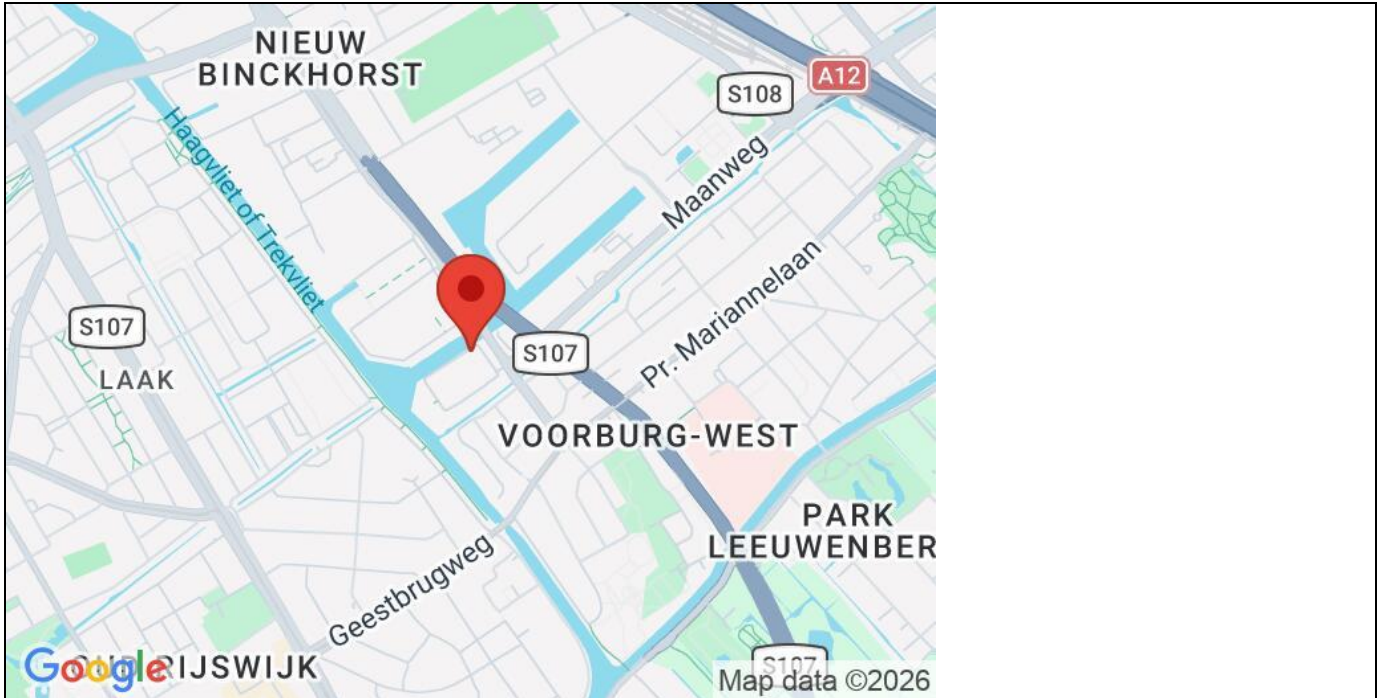 NIEUW
BINCKHORST
A12
S108
Haagvliet of Trekvliet
Maanweg
S107
LAAK
S107
Pr. Mariannelaan
VOORBURG-WEST
PARK
LEEUWENBER
Geestbrugweg
Google
RIJSWIJK
S107
Map data ©2026